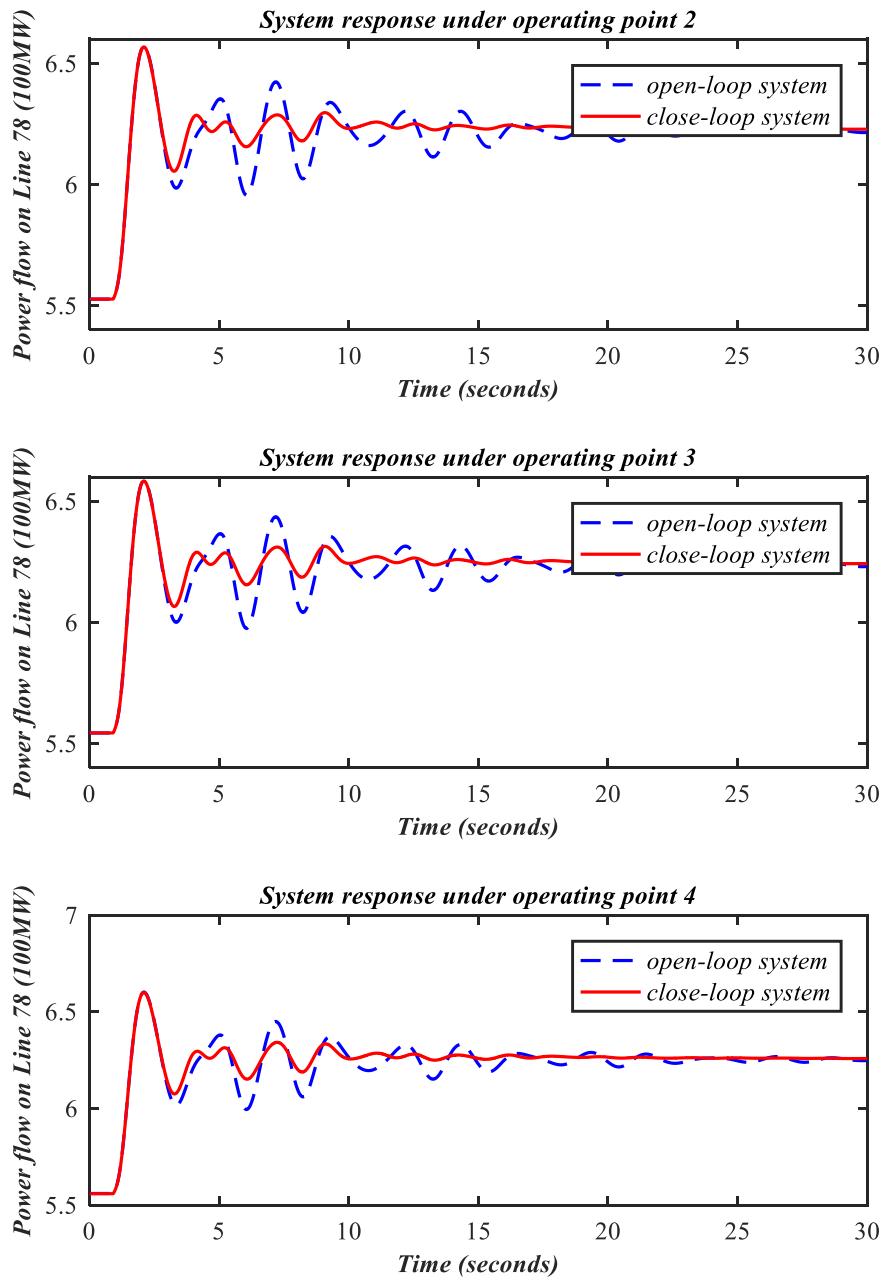 System response under operating point 2
Power flow on Line 78 (100MW)
6.5
6
5.5
open-loop system
close-loop system
0 5 10 15 20 25 30
Time (seconds)
System response under operating point 3
Power flow on Line 78 (100MW)
6.5
6
5.5
open-loop system
close-loop system
0 5 10 15 20 25 30
Time (seconds)
System response under operating point 4
Power flow on Line 78 (100MW)
7
6.5
6
5.5
open-loop system
close-loop system
0 5 10 15 20 25 30
Time (seconds)